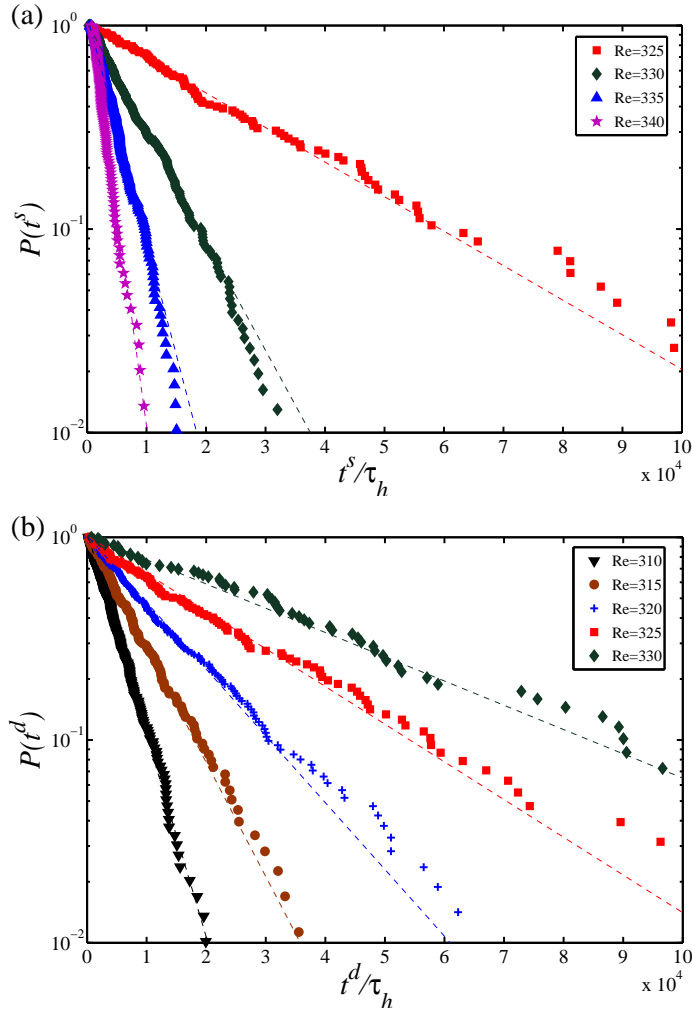 (a)
10^0
10^-1
10^-2
P(t^s)
Re=325
Re=330
Re=335
Re=340
0 1 2 3 4 5 6 7 8 9 10
t^s/τ_h
x 10^4
(b)
10^0
10^-1
10^-2
P(t^d)
Re=310
Re=315
Re=320
Re=325
Re=330
0 1 2 3 4 5 6 7 8 9 10
t^d/τ_h
x 10^4